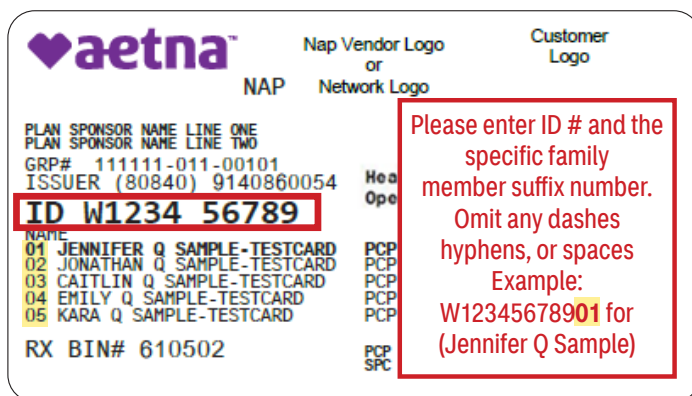 aetna™
NAP
Nap Vendor Logo
or
Network Logo
Customer
Logo
PLAN SPONSOR NAME LINE ONE
PLAN SPONSOR NAME LINE TWO
GRP# 111111-011-00101
ISSUER (80840) 9140860054
ID W1234 56789
NAME
01 JENNIFER Q SAMPLE-TESTCARD PCP
02 JONATHAN Q SAMPLE-TESTCARD PCP
03 CAITLIN Q SAMPLE-TESTCARD PCP
04 EMILY Q SAMPLE-TESTCARD PCP
05 KARA Q SAMPLE-TESTCARD PCP
RX BIN# 610502
PCP
SPC
Please enter ID # and the
specific family
member suffix number.
Omit any dashes
hyphens, or spaces
Example:
W12345678901 for
(Jennifer Q Sample)